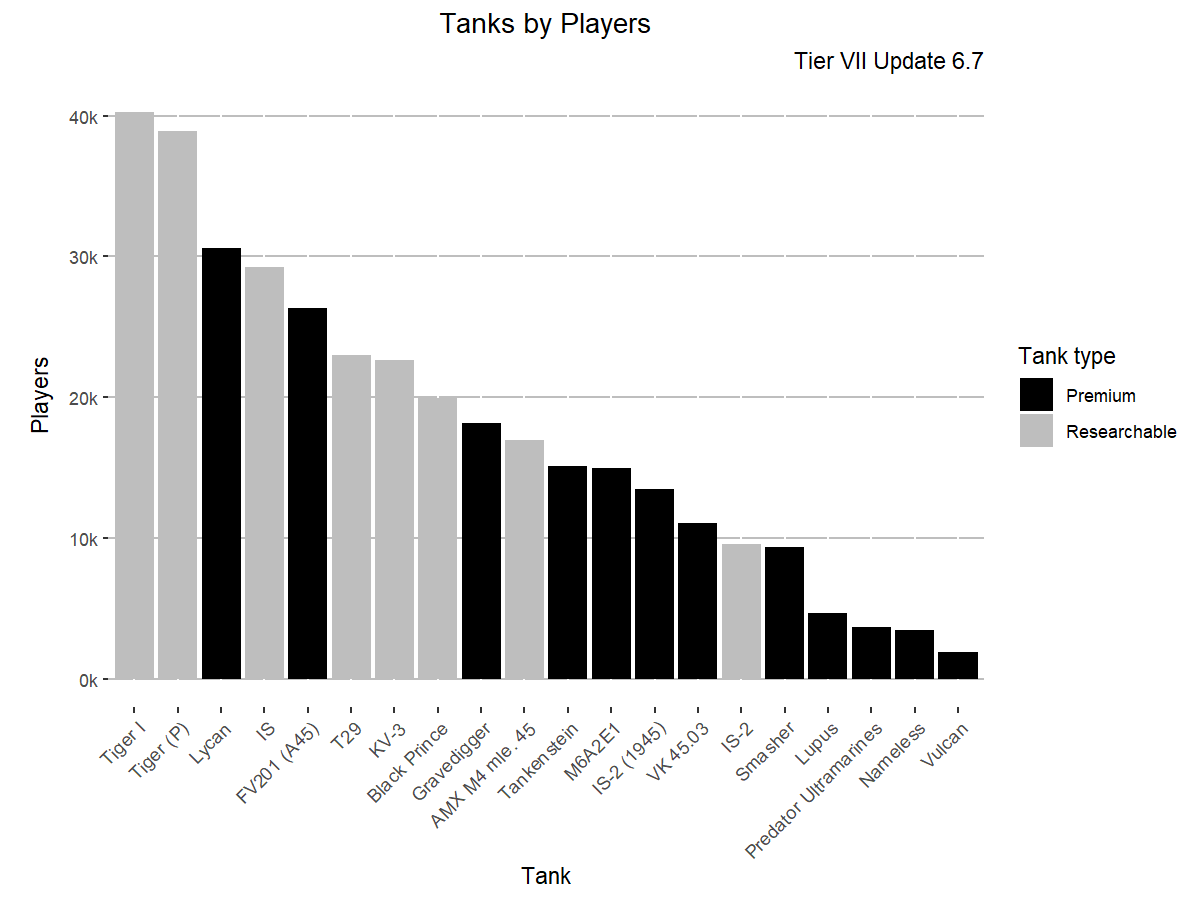 Tanks by Players
Tier VII Update 6.7
40k
30k
20k
10k
0k
Players
Tiger I
Tiger (P)
Lycan
IS
FV201 (A45)
T29
KV-3
Black Prince
Gravedigger
AMX M4 mle. 45
Tankenstein
M6A2E1
IS-2 (1945)
VK 45.03
IS-2
Smasher
Lupus
Predator Ultramarines
Nameless
Vulcan
Tank
Tank type
Premium
Researchable